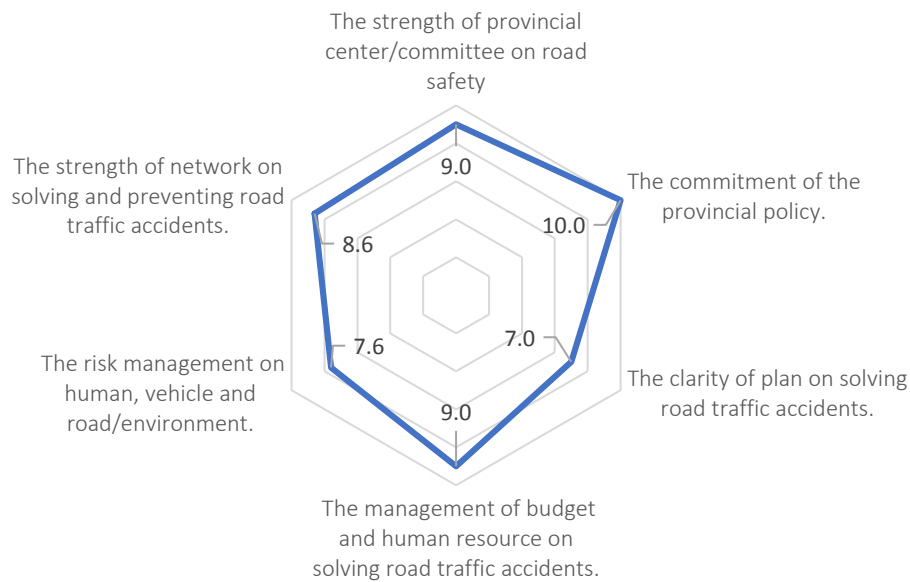 The strength of provincial
center/committee on road
safety
9.0
The commitment of the
provincial policy.
10.0
The clarity of plan on solving
road traffic accidents.
7.0
The management of budget
and human resource on
solving road traffic accidents.
9.0
The risk management on
human, vehicle and
road/environment.
7.6
The strength of network on
solving and preventing road
traffic accidents.
8.6